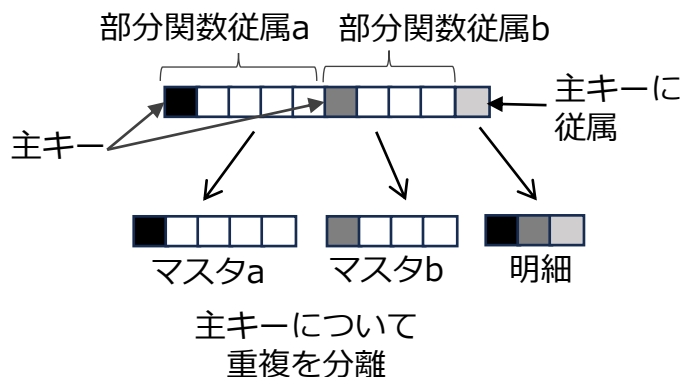 部分関数従属a
部分関数従属b
主キーに
従属
主キー
マスタa
マスタb
明細
主キーについて
重複を分離